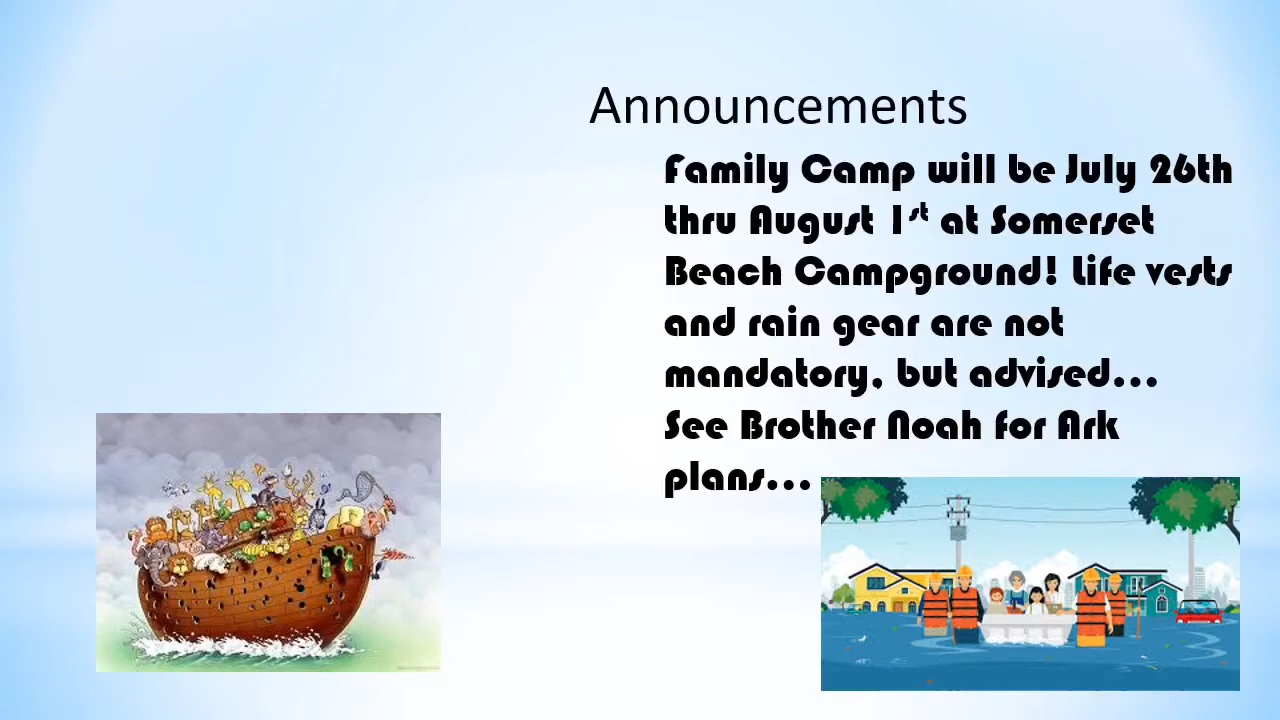 Announcements
Family Camp will be July 26th
thru August 1st at Somerset
Beach Campground! Life vests
and rain gear are not
mandatory, but advised...
See Brother Noah for Ark
plans...